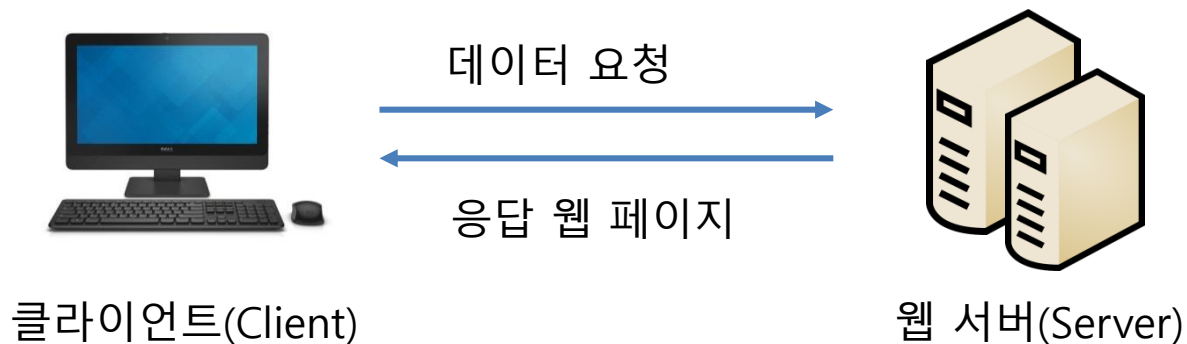 데이터 요청
응답 웹 페이지
클라이언트(Client)
웹 서버(Server)